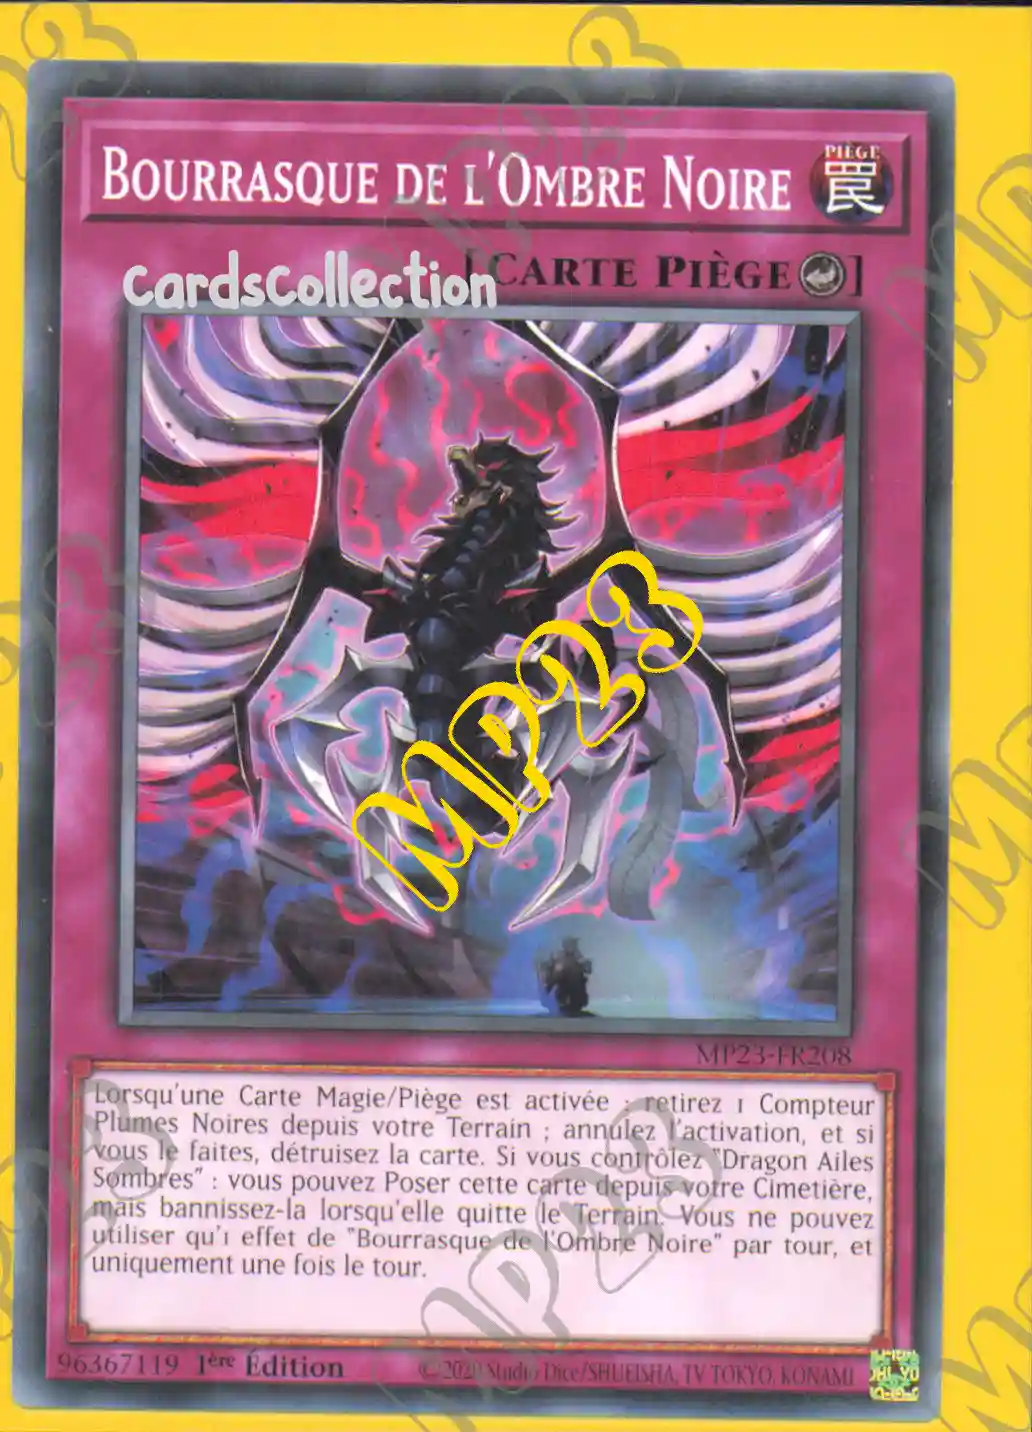 BOURRASQUE DE L'OMBRE NOIRE
PIÈGE
罠
[CARTE PIÈGE]
cardsCollection
MP23
MP23-FR208
Lorsqu'une Carte Magie/Piège est activée : retirez 1 Compteur
Plumes Noires depuis votre Terrain ; annulez l'activation, et si
vous le faites, détruisez la carte. Si vous contrôlez "Dragon Ailes
Sombres" : vous pouvez Poser cette carte depuis votre Cimetière,
mais bannissez-la lorsqu'elle quitte le Terrain. Vous ne pouvez
utiliser qu'1 effet de "Bourrasque de l'Ombre Noire" par tour, et
uniquement une fois le tour.
96367119 1ère Édition
©2020 Studio Dice/SHUEISHA, TV TOKYO, KONAMI